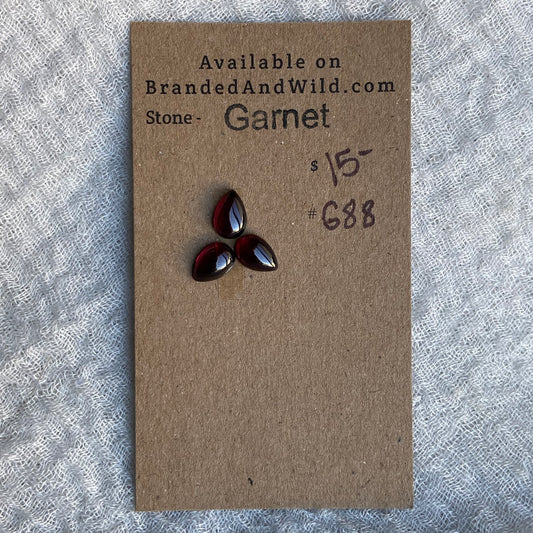 Available on
BrandedAndWild.com
Stone - Garnet
$ 15-
# G88